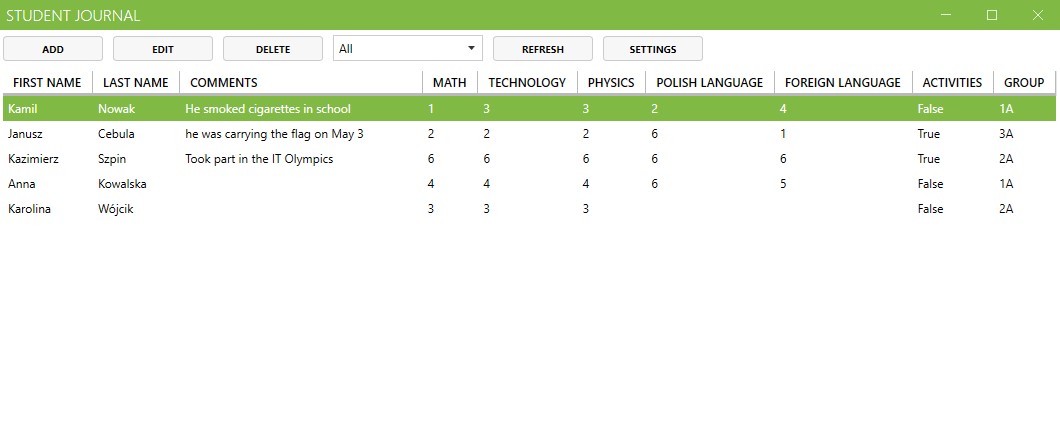 STUDENT JOURNAL
ADD EDIT DELETE All REFRESH SETTINGS
FIRST NAME LAST NAME COMMENTS MATH TECHNOLOGY PHYSICS POLISH LANGUAGE FOREIGN LANGUAGE ACTIVITIES GROUP
Kamil Nowak He smoked cigarettes in school 1 3 3 2 4 False 1A
Janusz Cebula he was carrying the flag on May 3 2 2 2 6 1 True 3A
Kazimierz Szpin Took part in the IT Olympics 6 6 6 6 6 True 2A
Anna Kowalska 4 4 4 6 5 False 1A
Karolina Wójcik 3 3 3 False 2A